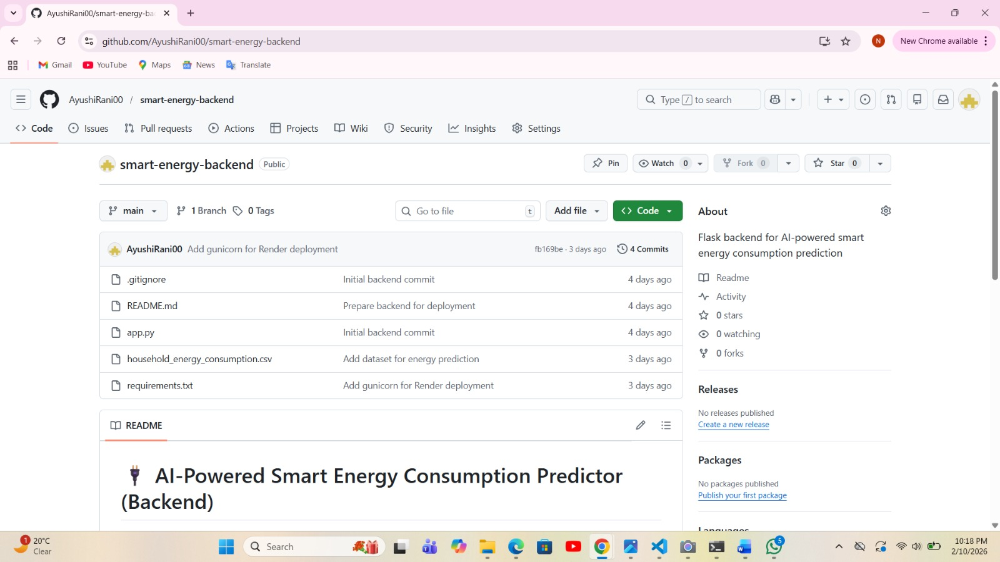 AyushiRani00/smart-energy-ba
github.com/AyushiRani00/smart-energy-backend
New Chrome available
N
Gmail
YouTube
Maps
News
Translate
AyushiRani00 / smart-energy-backend
Type / to search
Code
Issues
Pull requests
Actions
Projects
Wiki
Security
Insights
Settings
smart-energy-backend Public
Pin
Watch 0
Fork 0
Star 0
main
1 Branch
0 Tags
Go to file t
Add file
Code
AyushiRani00 Add gunicorn for Render deployment fb169be · 3 days ago 4 Commits
.gitignore Initial backend commit 4 days ago
README.md Prepare backend for deployment 4 days ago
app.py Initial backend commit 4 days ago
household_energy_consumption.csv Add dataset for energy prediction 3 days ago
requirements.txt Add gunicorn for Render deployment 3 days ago
README
AI-Powered Smart Energy Consumption Predictor
(Backend)
About
Flask backend for AI-powered smart
energy consumption prediction
Readme
Activity
0 stars
0 watching
0 forks
Releases
No releases published
Create a new release
Packages
No packages published
Publish your first package
Languages
1
20°C
Clear
Search
5
10:18 PM
2/10/2026